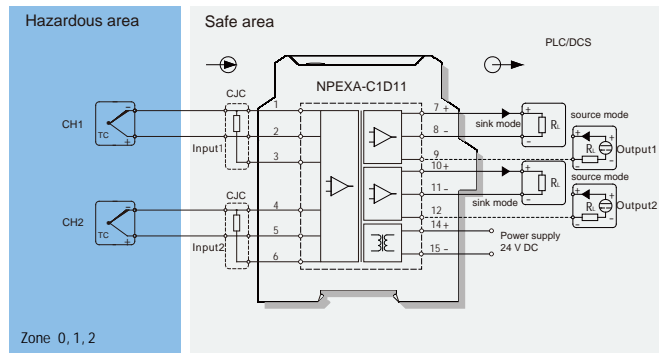 Hazardous area
Safe area
PLC/DCS
NPEXA-C1D11
CJC
CH1
TC
−
+
Input1
1
2
3
7 +
8 −
9
sink mode
+
RL
−
source mode
+
+
RL
−
−
Output1
10 +
11 −
12
sink mode
+
RL
−
source mode
+
+
RL
−
−
Output2
CJC
CH2
TC
−
+
Input2
4
5
6
14 +
15 −
Power supply
24 V DC
Zone 0, 1, 2